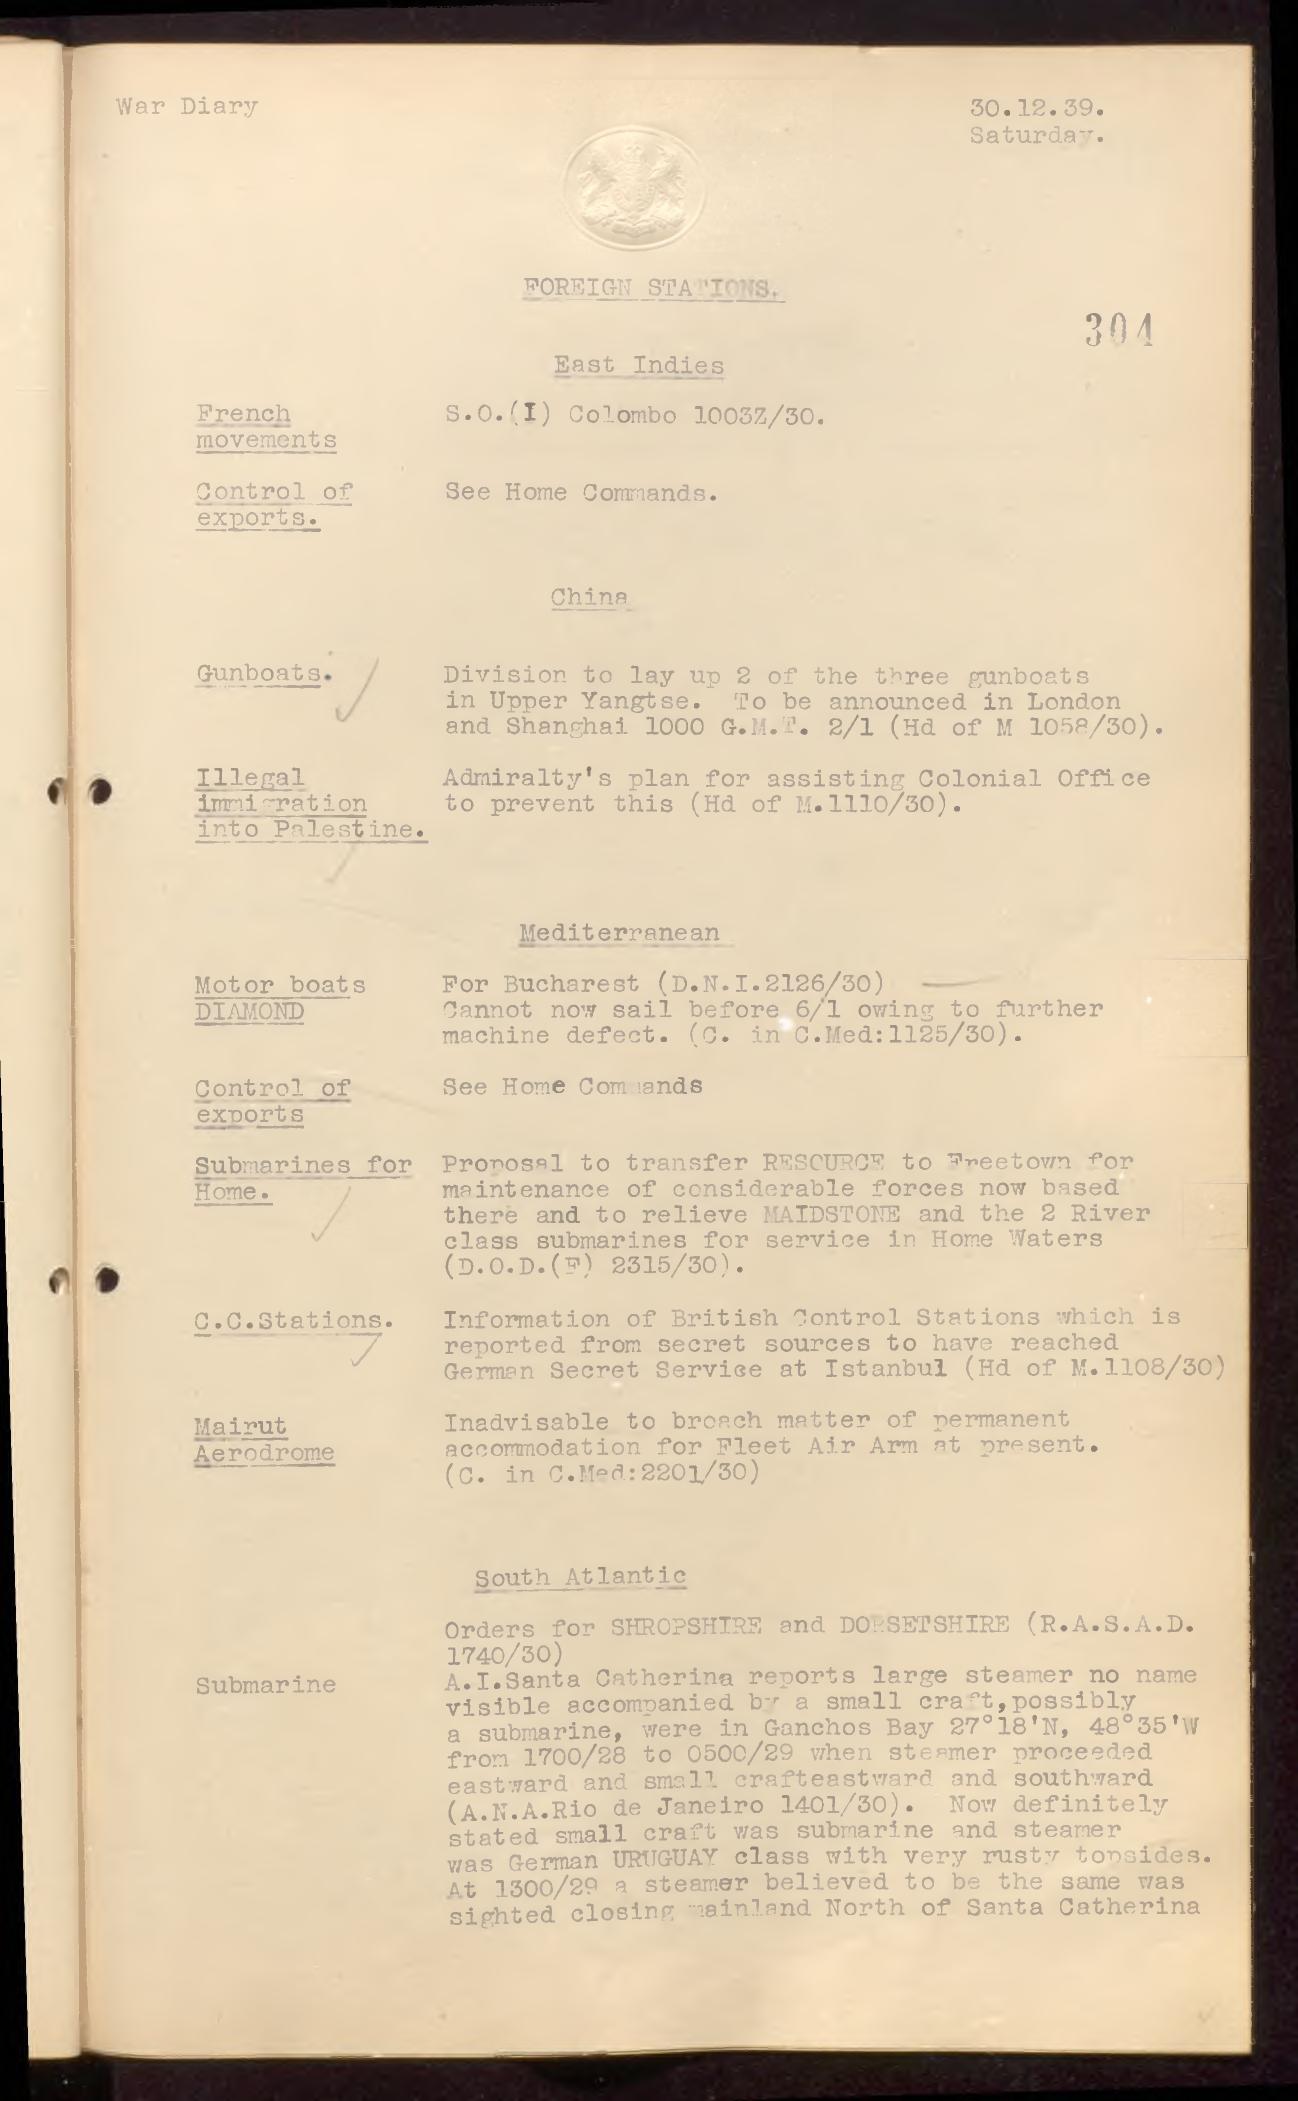 War Diary
30.12.39.
Saturday.
FOREIGN STATIONS.
304
East Indies
French
movements
S.O.(I) Colombo 1003Z/30.
Control of
exports.
See Home Commands.
China
Gunboats.
Division to lay up 2 of the three gunboats
in Upper Yangtse. To be announced in London
and Shanghai 1000 G.M.T. 2/1 (Hd of M 1058/30).
Illegal
immigration
into Palestine.
Admiralty's plan for assisting Colonial Office
to prevent this (Hd of M.1110/30).
Mediterranean
Motor boats
For Bucharest (D.N.I.2126/30)
DIAMOND
Cannot now sail before 6/1 owing to further
machine defect. (C. in C.Med:1125/30).
Control of
exports
See Home Commands
Submarines for
Home.
Proposal to transfer RESOURCE to Freetown for
maintenance of considerable forces now based
there and to relieve MAIDSTONE and the 2 River
class submarines for service in Home Waters
(D.O.D.(F) 2315/30).
C.C.Stations.
Information of British Control Stations which is
reported from secret sources to have reached
German Secret Service at Istanbul (Hd of M.1108/30)
Mairut
Aerodrome
Inadvisable to broach matter of permanent
accommodation for Fleet Air Arm at present.
(C. in C.Med:2201/30)
South Atlantic
Orders for SHROPSHIRE and DORSETSHIRE (R.A.S.A.D.
1740/30)
Submarine
A.I.Santa Catherina reports large steamer no name
visible accompanied by a small craft,possibly
a submarine, were in Ganchos Bay 27°18'N, 48°35'W
from 1700/28 to 0500/29 when steamer proceeded
eastward and small crafteastward and southward
(A.N.A.Rio de Janeiro 1401/30). Now definitely
stated small craft was submarine and steamer
was German URUGUAY class with very rusty topsides.
At 1300/29 a steamer believed to be the same was
sighted closing mainland North of Santa Catherina